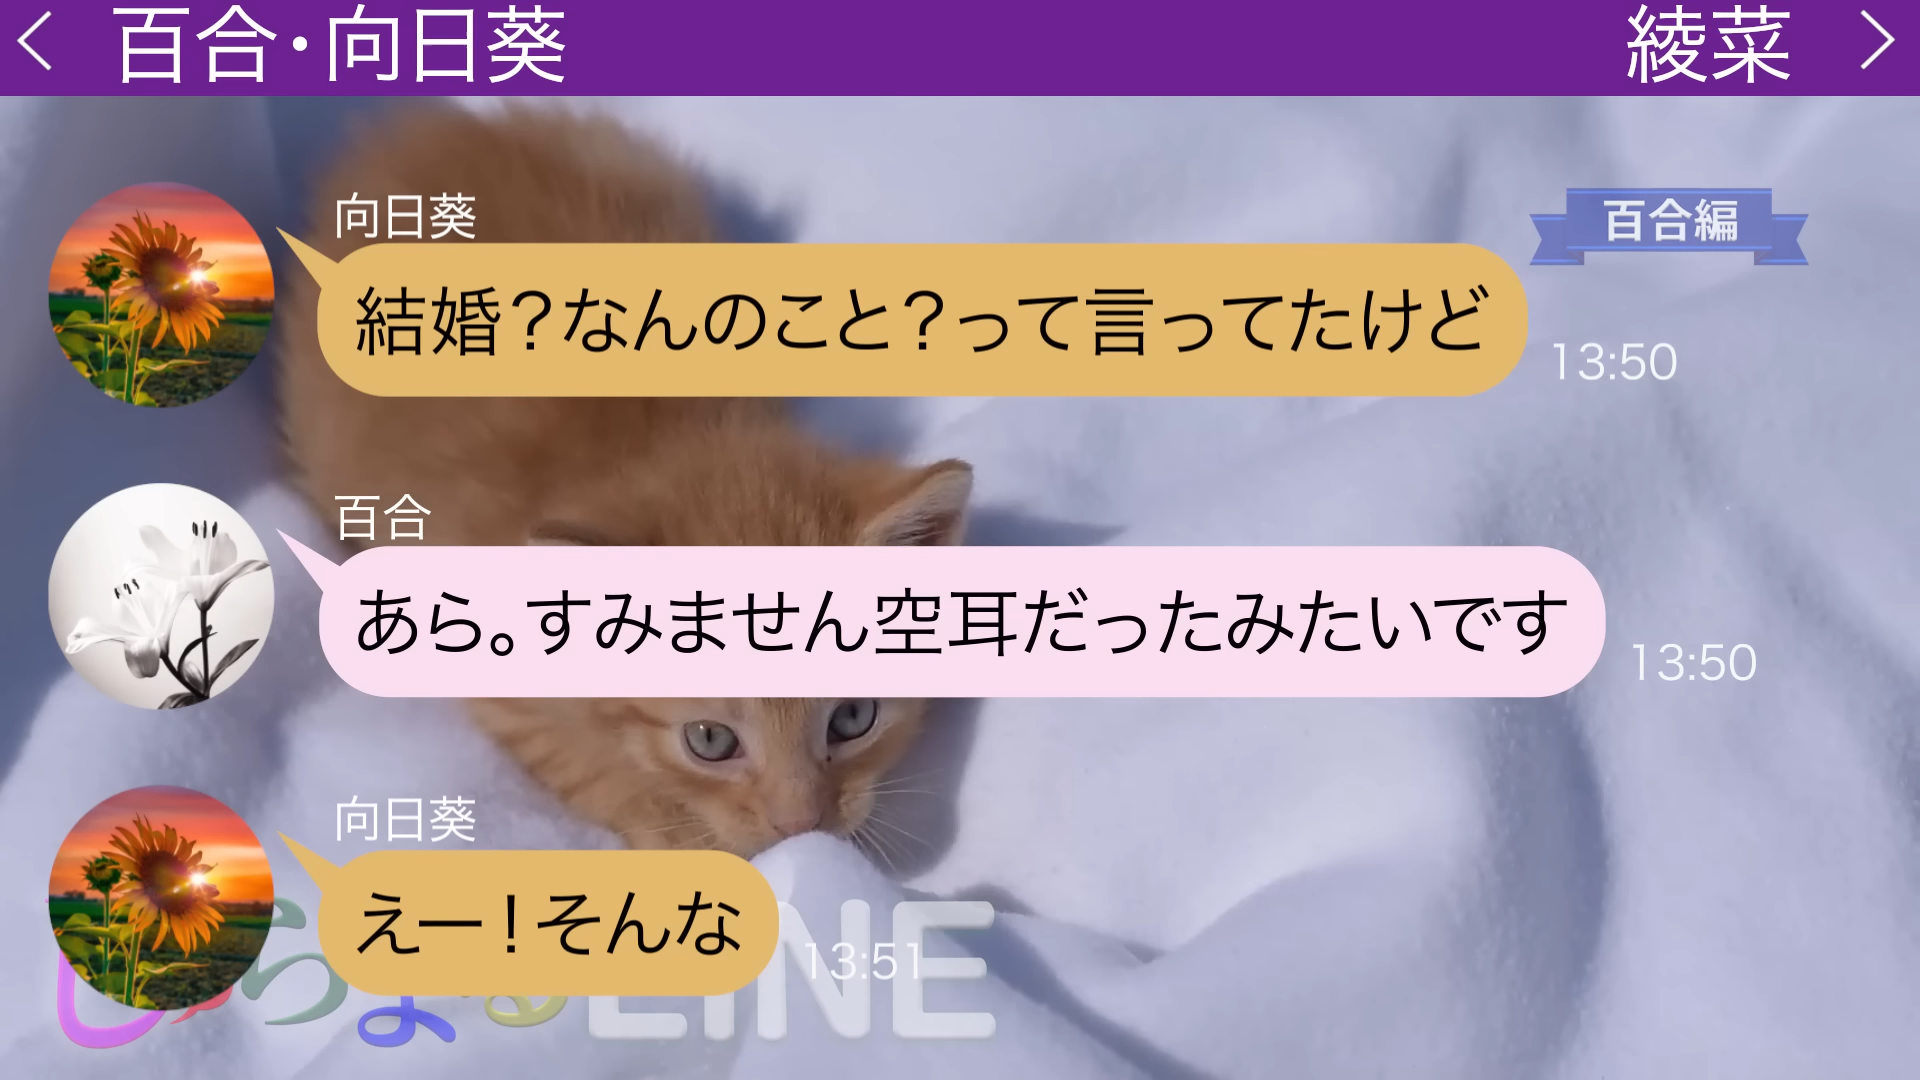 百合・向日葵
綾菜
百合編
向日葵
結婚？なんのこと？って言ってたけど
13:50
百合
あら。すみません空耳だったみたいです
13:50
向日葵
えー！そんな
13:51
LINE